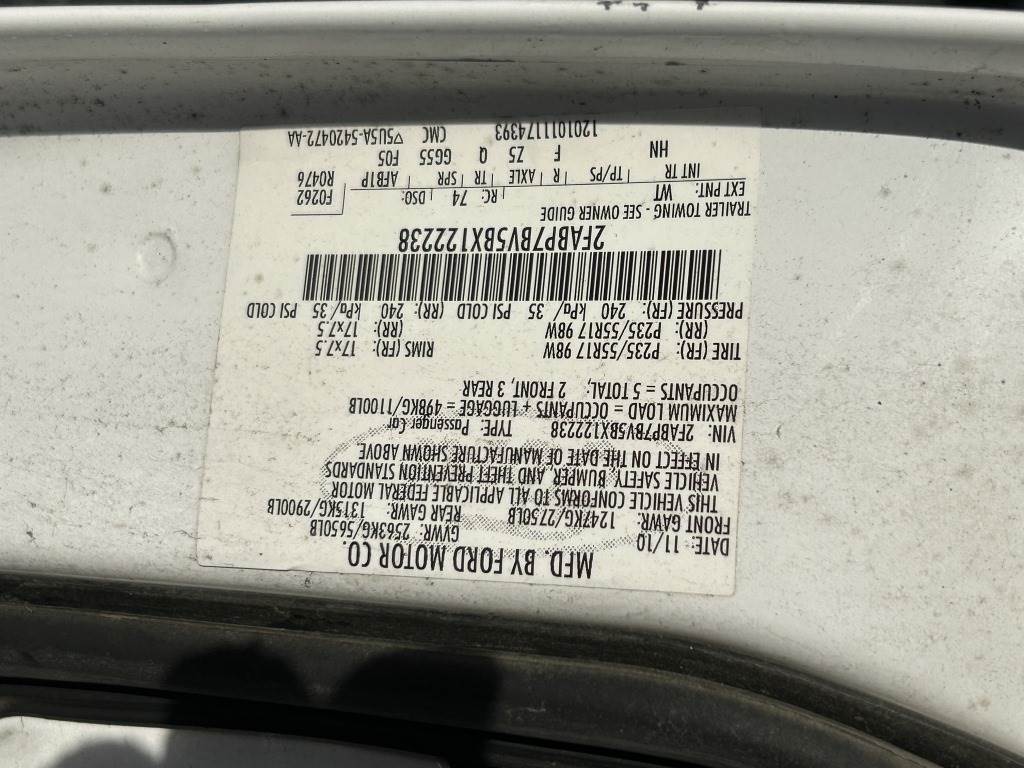 MFD. BY FORD MOTOR CO.
DATE: 11/10 GVWR: 2563KG/5650LB
FRONT GAWR: 1247KG/2750LB REAR GAWR: 1315KG/2900LB
THIS VEHICLE CONFORMS TO ALL APPLICABLE FEDERAL MOTOR
VEHICLE SAFETY, BUMPER, AND THEFT PREVENTION STANDARDS
IN EFFECT ON THE DATE OF MANUFACTURE SHOWN ABOVE
VIN: 2FABP7BV5BX122238 TYPE: Passenger Car
MAXIMUM LOAD = OCCUPANTS + LUGGAGE = 498KG/1100LB
OCCUPANTS = 5 TOTAL, 2 FRONT, 3 REAR
TIRE (FR): P235/55R17 98W RIMS (FR): 17x7.5
(RR): P235/55R17 98W (RR): 17x7.5
PRESSURE (FR): 240 kPa/ 35 PSI COLD (RR): 240 kPa/ 35 PSI COLD
2FABP7BV5BX122238
TRAILER TOWING - SEE OWNER GUIDE
EXT PNT: WT RC: 74 DSO: F0262
INT TR TP/PS R AXLE TR SPR AFB1P R0476
HN F Z5 Q GG55 F05
1201011174393 CMC ▽5U5A-5420472-AA